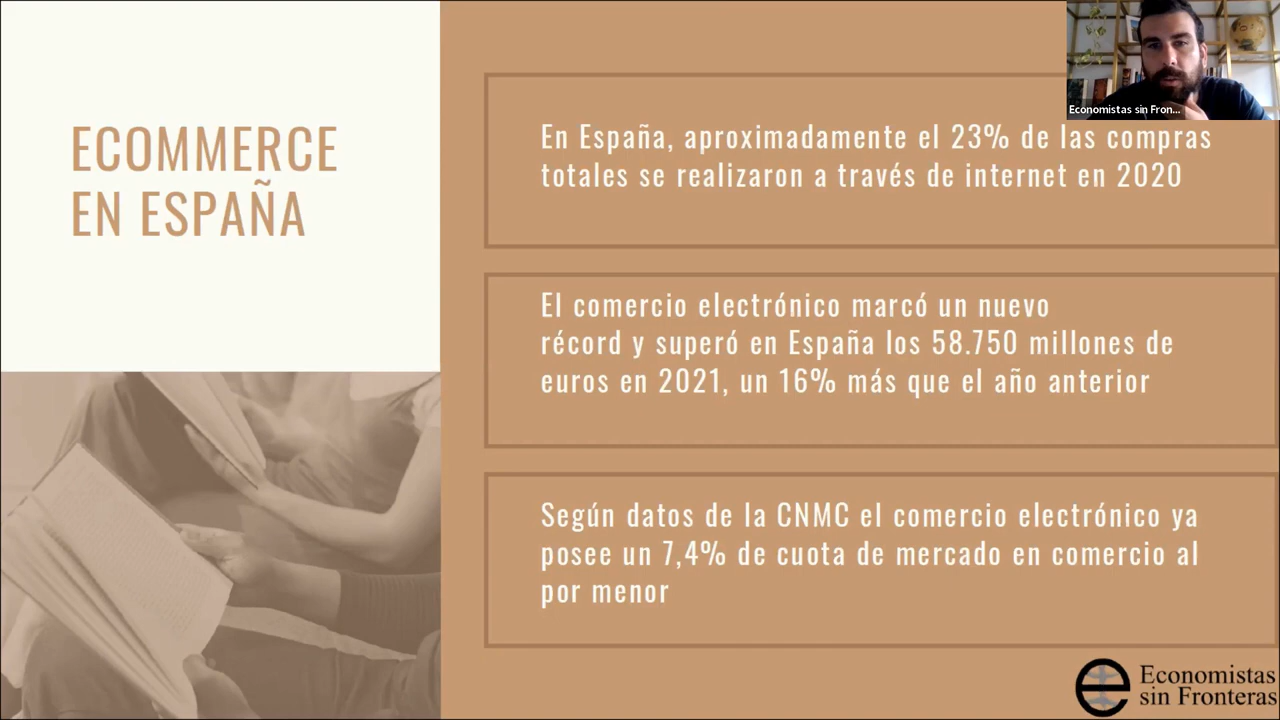 ECOMMERCE
EN ESPAÑA
Economistas sin Fron...
En España, aproximadamente el 23% de las compras
totales se realizaron a través de internet en 2020
El comercio electrónico marcó un nuevo
récord y superó en España los 58.750 millones de
euros en 2021, un 16% más que el año anterior
Según datos de la CNMC el comercio electrónico ya
posee un 7,4% de cuota de mercado en comercio al
por menor
Economistas
sin Fronteras